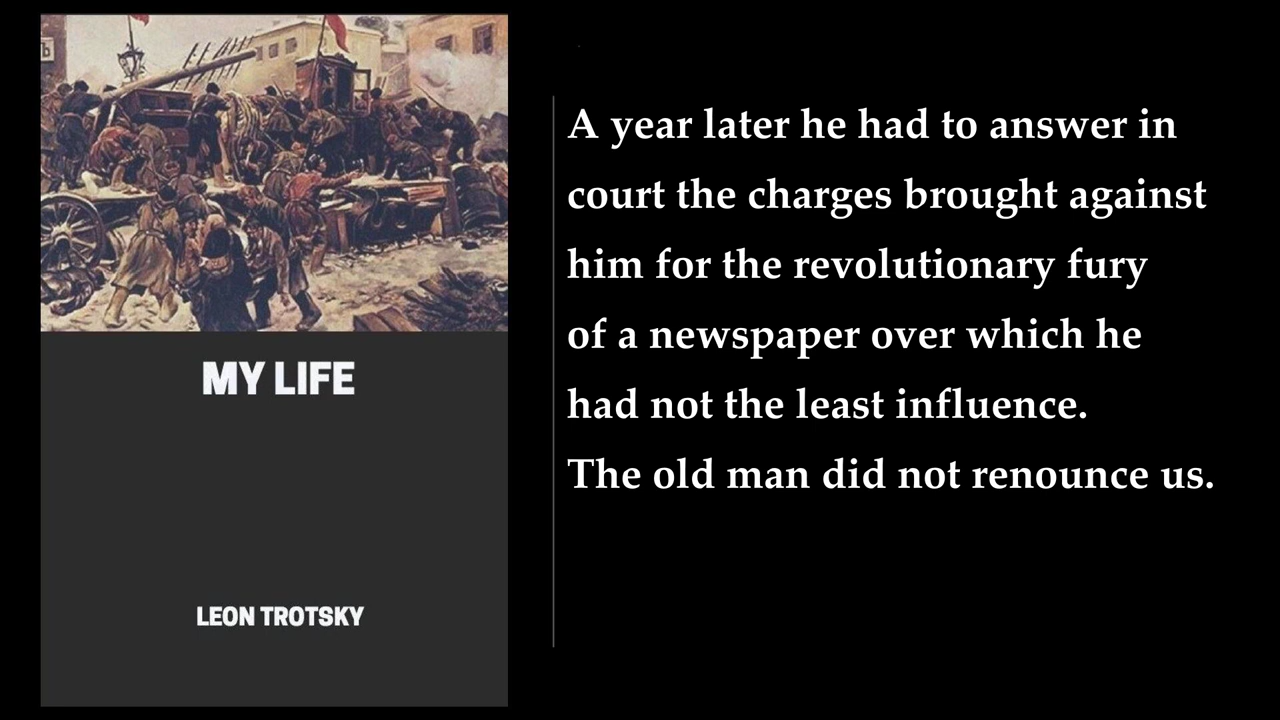 MY LIFE
LEON TROTSKY
A year later he had to answer in
court the charges brought against
him for the revolutionary fury
of a newspaper over which he
had not the least influence.
The old man did not renounce us.